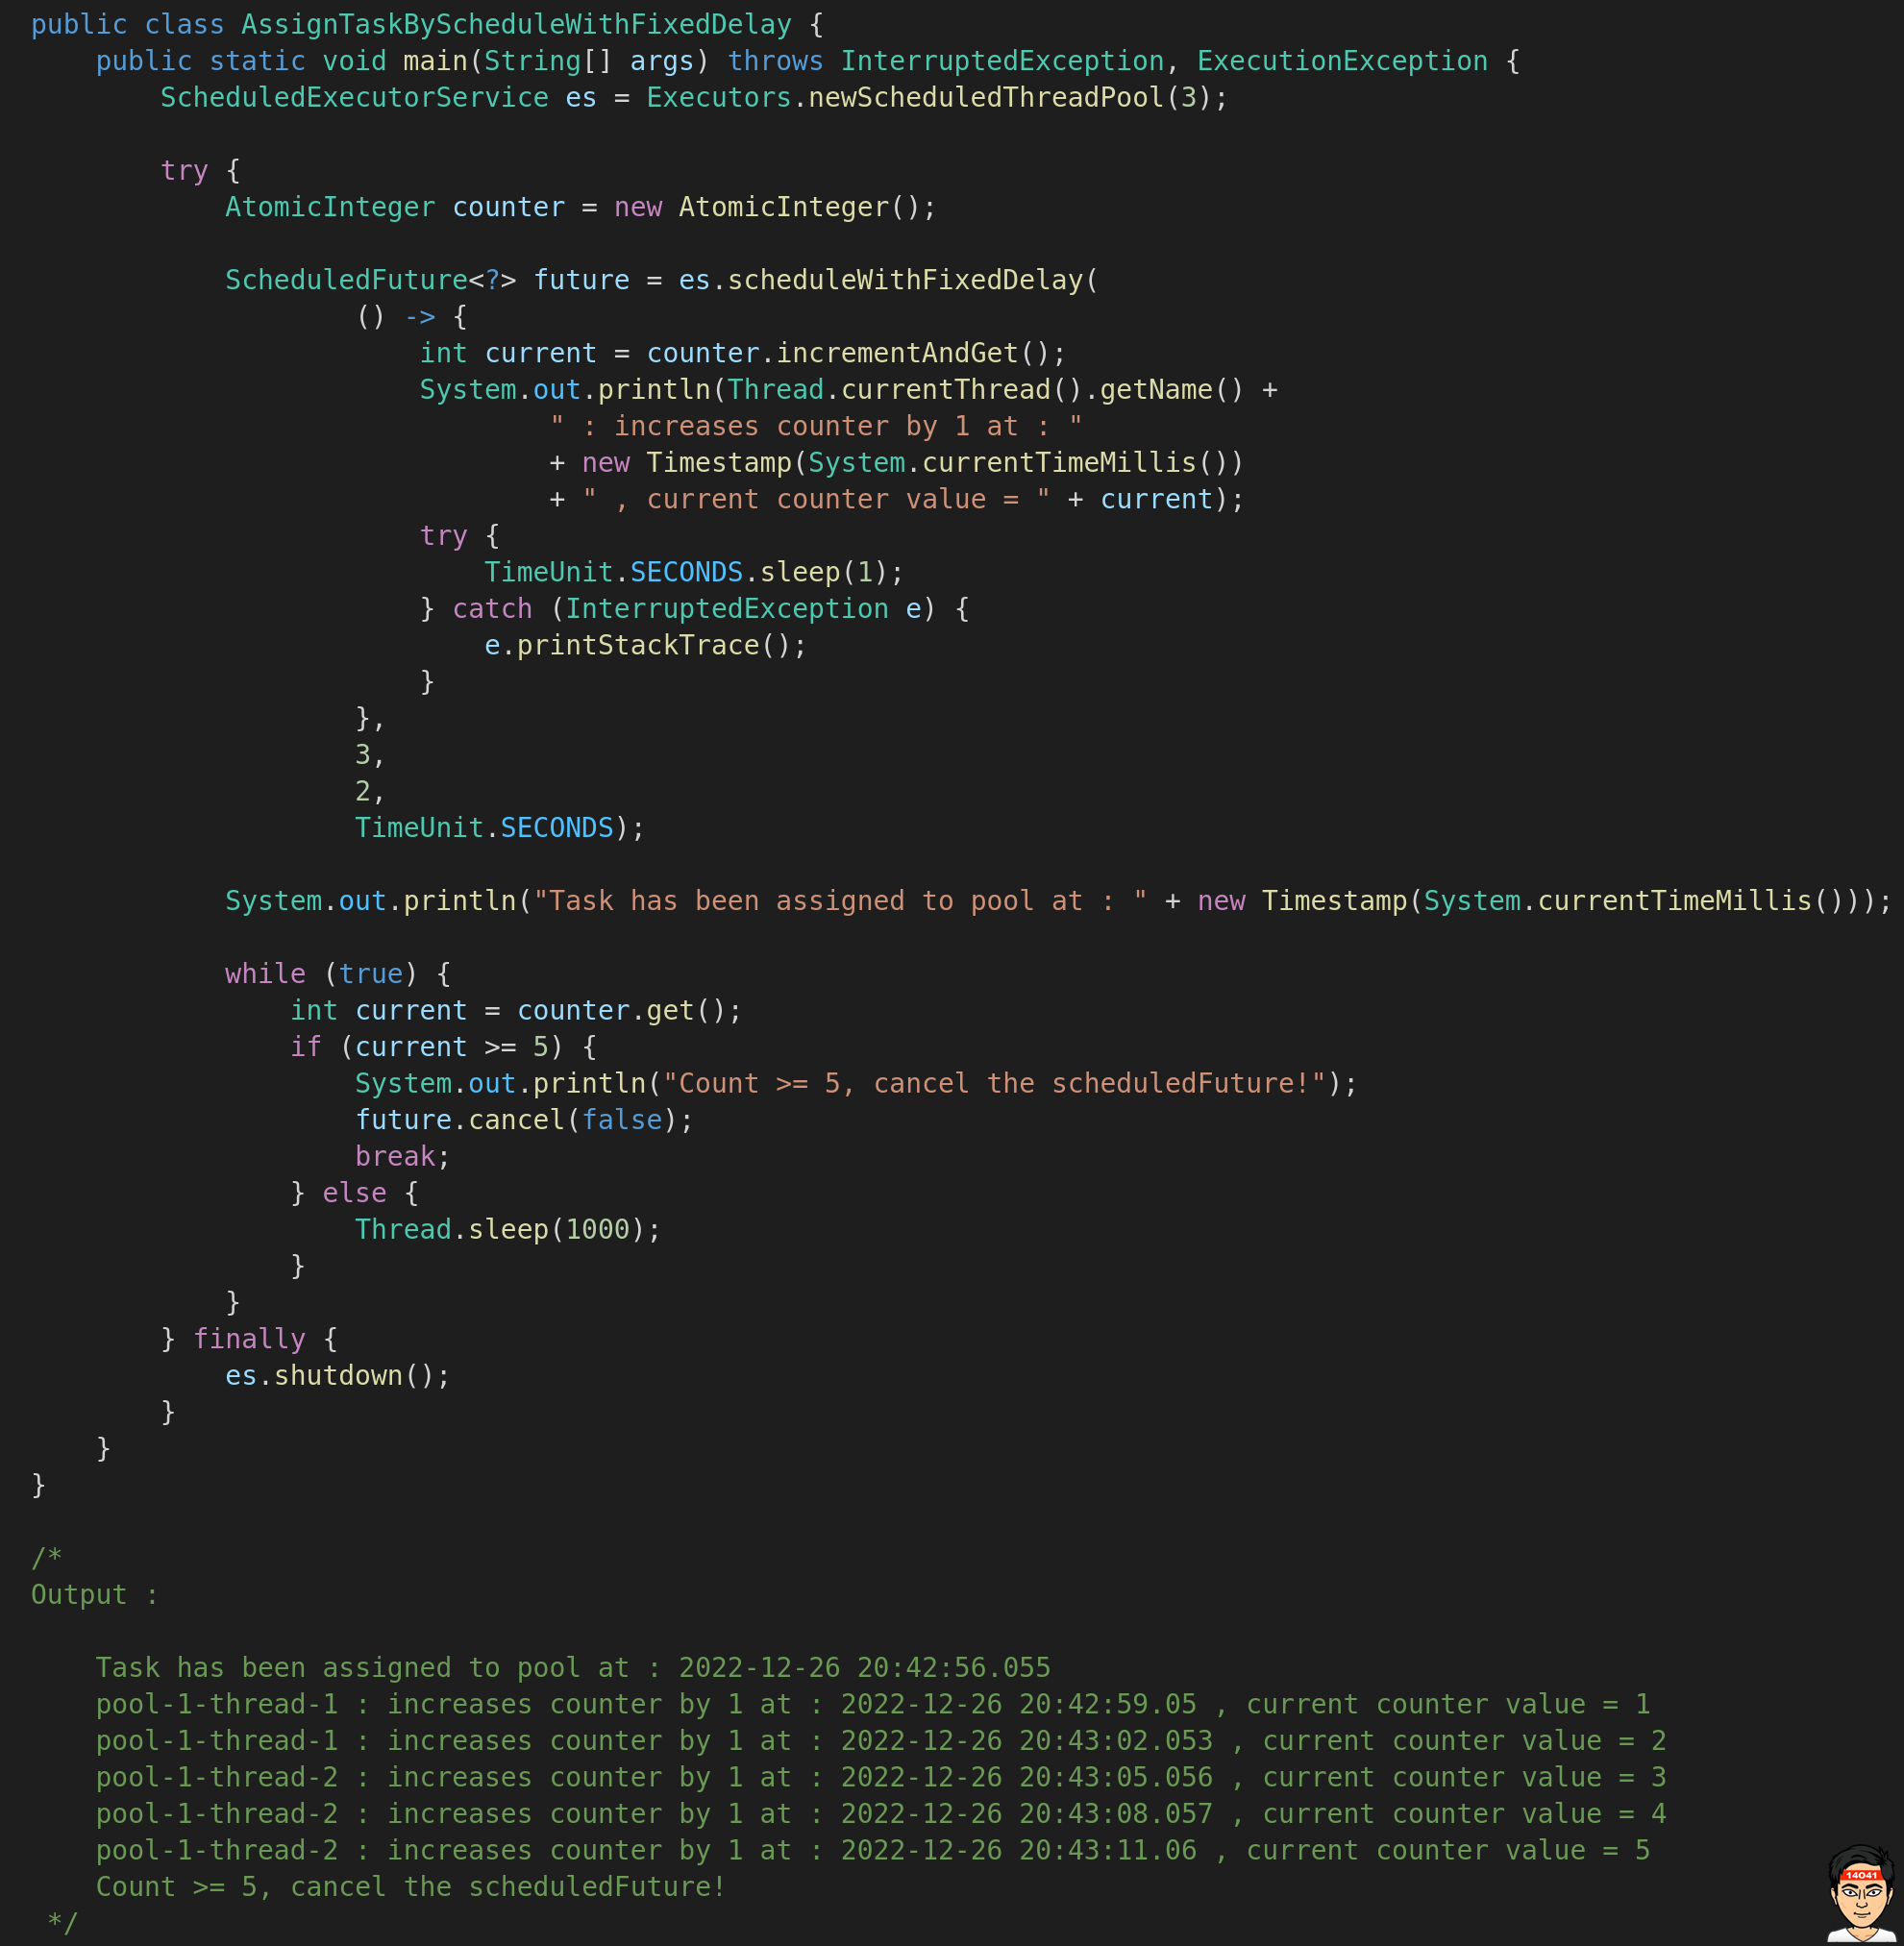 public class AssignTaskByScheduleWithFixedDelay {
    public static void main(String[] args) throws InterruptedException, ExecutionException {
        ScheduledExecutorService es = Executors.newScheduledThreadPool(3);

        try {
            AtomicInteger counter = new AtomicInteger();

            ScheduledFuture<?> future = es.scheduleWithFixedDelay(
                    () -> {
                        int current = counter.incrementAndGet();
                        System.out.println(Thread.currentThread().getName() +
                                " : increases counter by 1 at : "
                                + new Timestamp(System.currentTimeMillis())
                                + " , current counter value = " + current);
                        try {
                            TimeUnit.SECONDS.sleep(1);
                        } catch (InterruptedException e) {
                            e.printStackTrace();
                        }
                    },
                    3,
                    2,
                    TimeUnit.SECONDS);

            System.out.println("Task has been assigned to pool at : " + new Timestamp(System.currentTimeMillis()));

            while (true) {
                int current = counter.get();
                if (current >= 5) {
                    System.out.println("Count >= 5, cancel the scheduledFuture!");
                    future.cancel(false);
                    break;
                } else {
                    Thread.sleep(1000);
                }
            }
        } finally {
            es.shutdown();
        }
    }
}

/*
Output :

    Task has been assigned to pool at : 2022-12-26 20:42:56.055
    pool-1-thread-1 : increases counter by 1 at : 2022-12-26 20:42:59.05 , current counter value = 1
    pool-1-thread-1 : increases counter by 1 at : 2022-12-26 20:43:02.053 , current counter value = 2
    pool-1-thread-2 : increases counter by 1 at : 2022-12-26 20:43:05.056 , current counter value = 3
    pool-1-thread-2 : increases counter by 1 at : 2022-12-26 20:43:08.057 , current counter value = 4
    pool-1-thread-2 : increases counter by 1 at : 2022-12-26 20:43:11.06 , current counter value = 5
    Count >= 5, cancel the scheduledFuture!
 */
14041